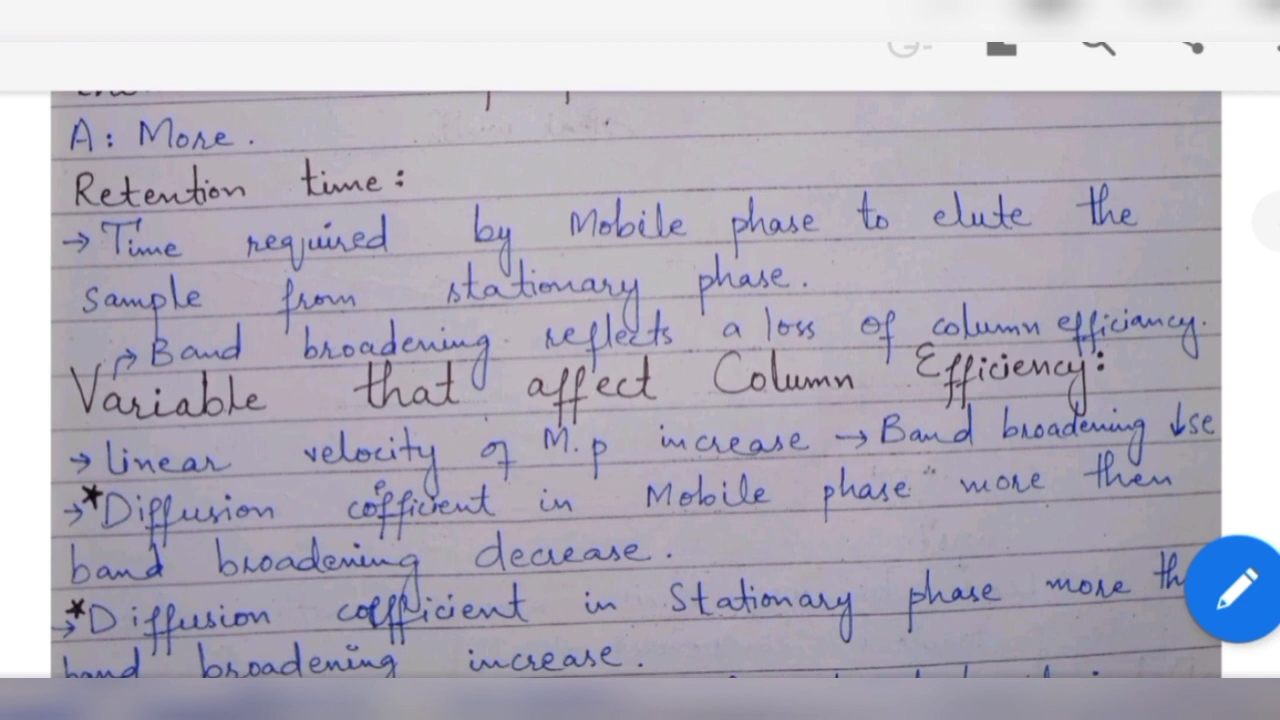 A: More.
Retention time:
→ Time required by Mobile phase to elute the
sample from stationary phase.
→ Band broadening reflects a loss of column efficiancy.
Variable that affect Column Efficiency:
→ linear velocity of M.p increase → Band broadening ↓se
→ * Diffusion cofficient in Mobile phase more then
band broadening decrease.
→ * Diffusion cofficient in Stationary phase more
band broadening increase.